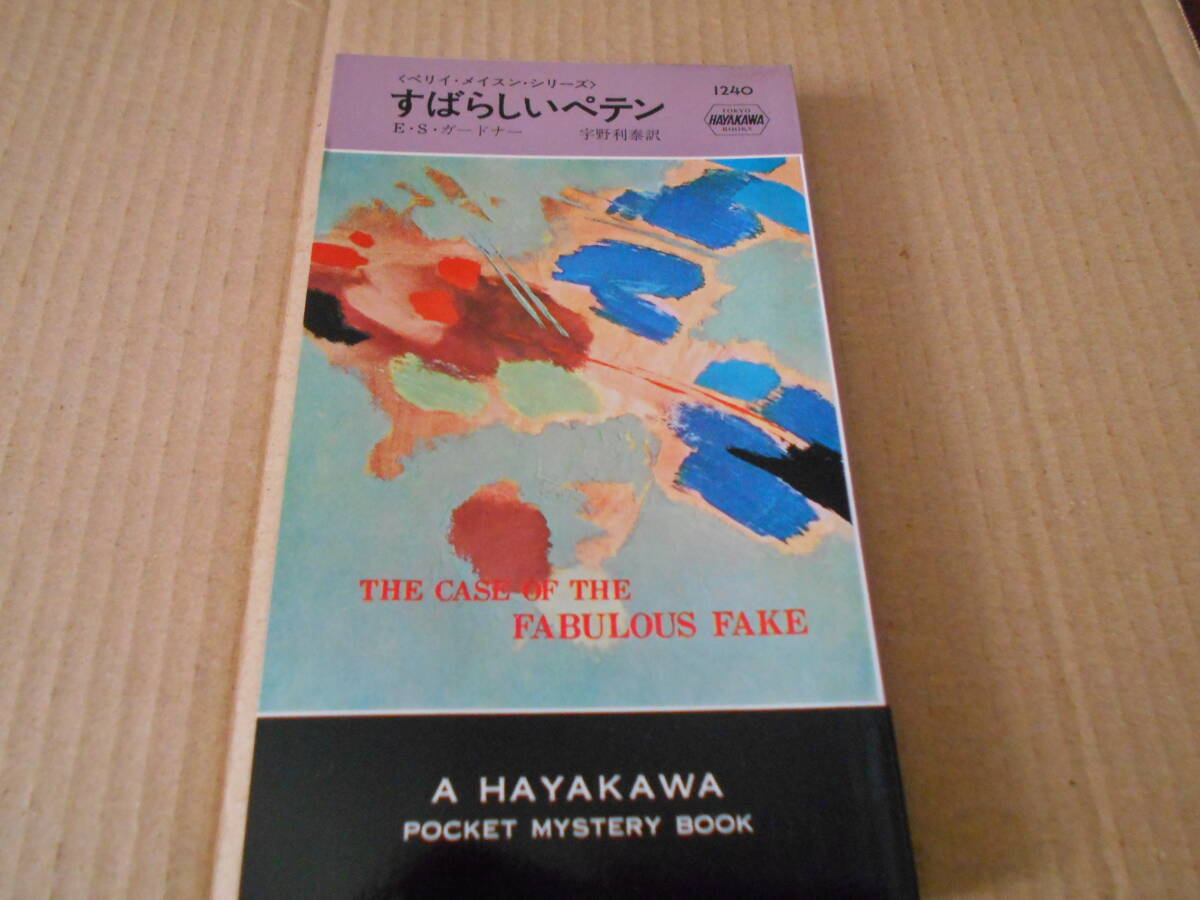 〈ペリイ・メイスン・シリーズ〉
すばらしいペテン
E・S・ガードナー 宇野利泰訳
1240
TOKYO
HAYAKAWA
BOOKS
THE CASE OF THE
FABULOUS FAKE
A HAYAKAWA
POCKET MYSTERY BOOK